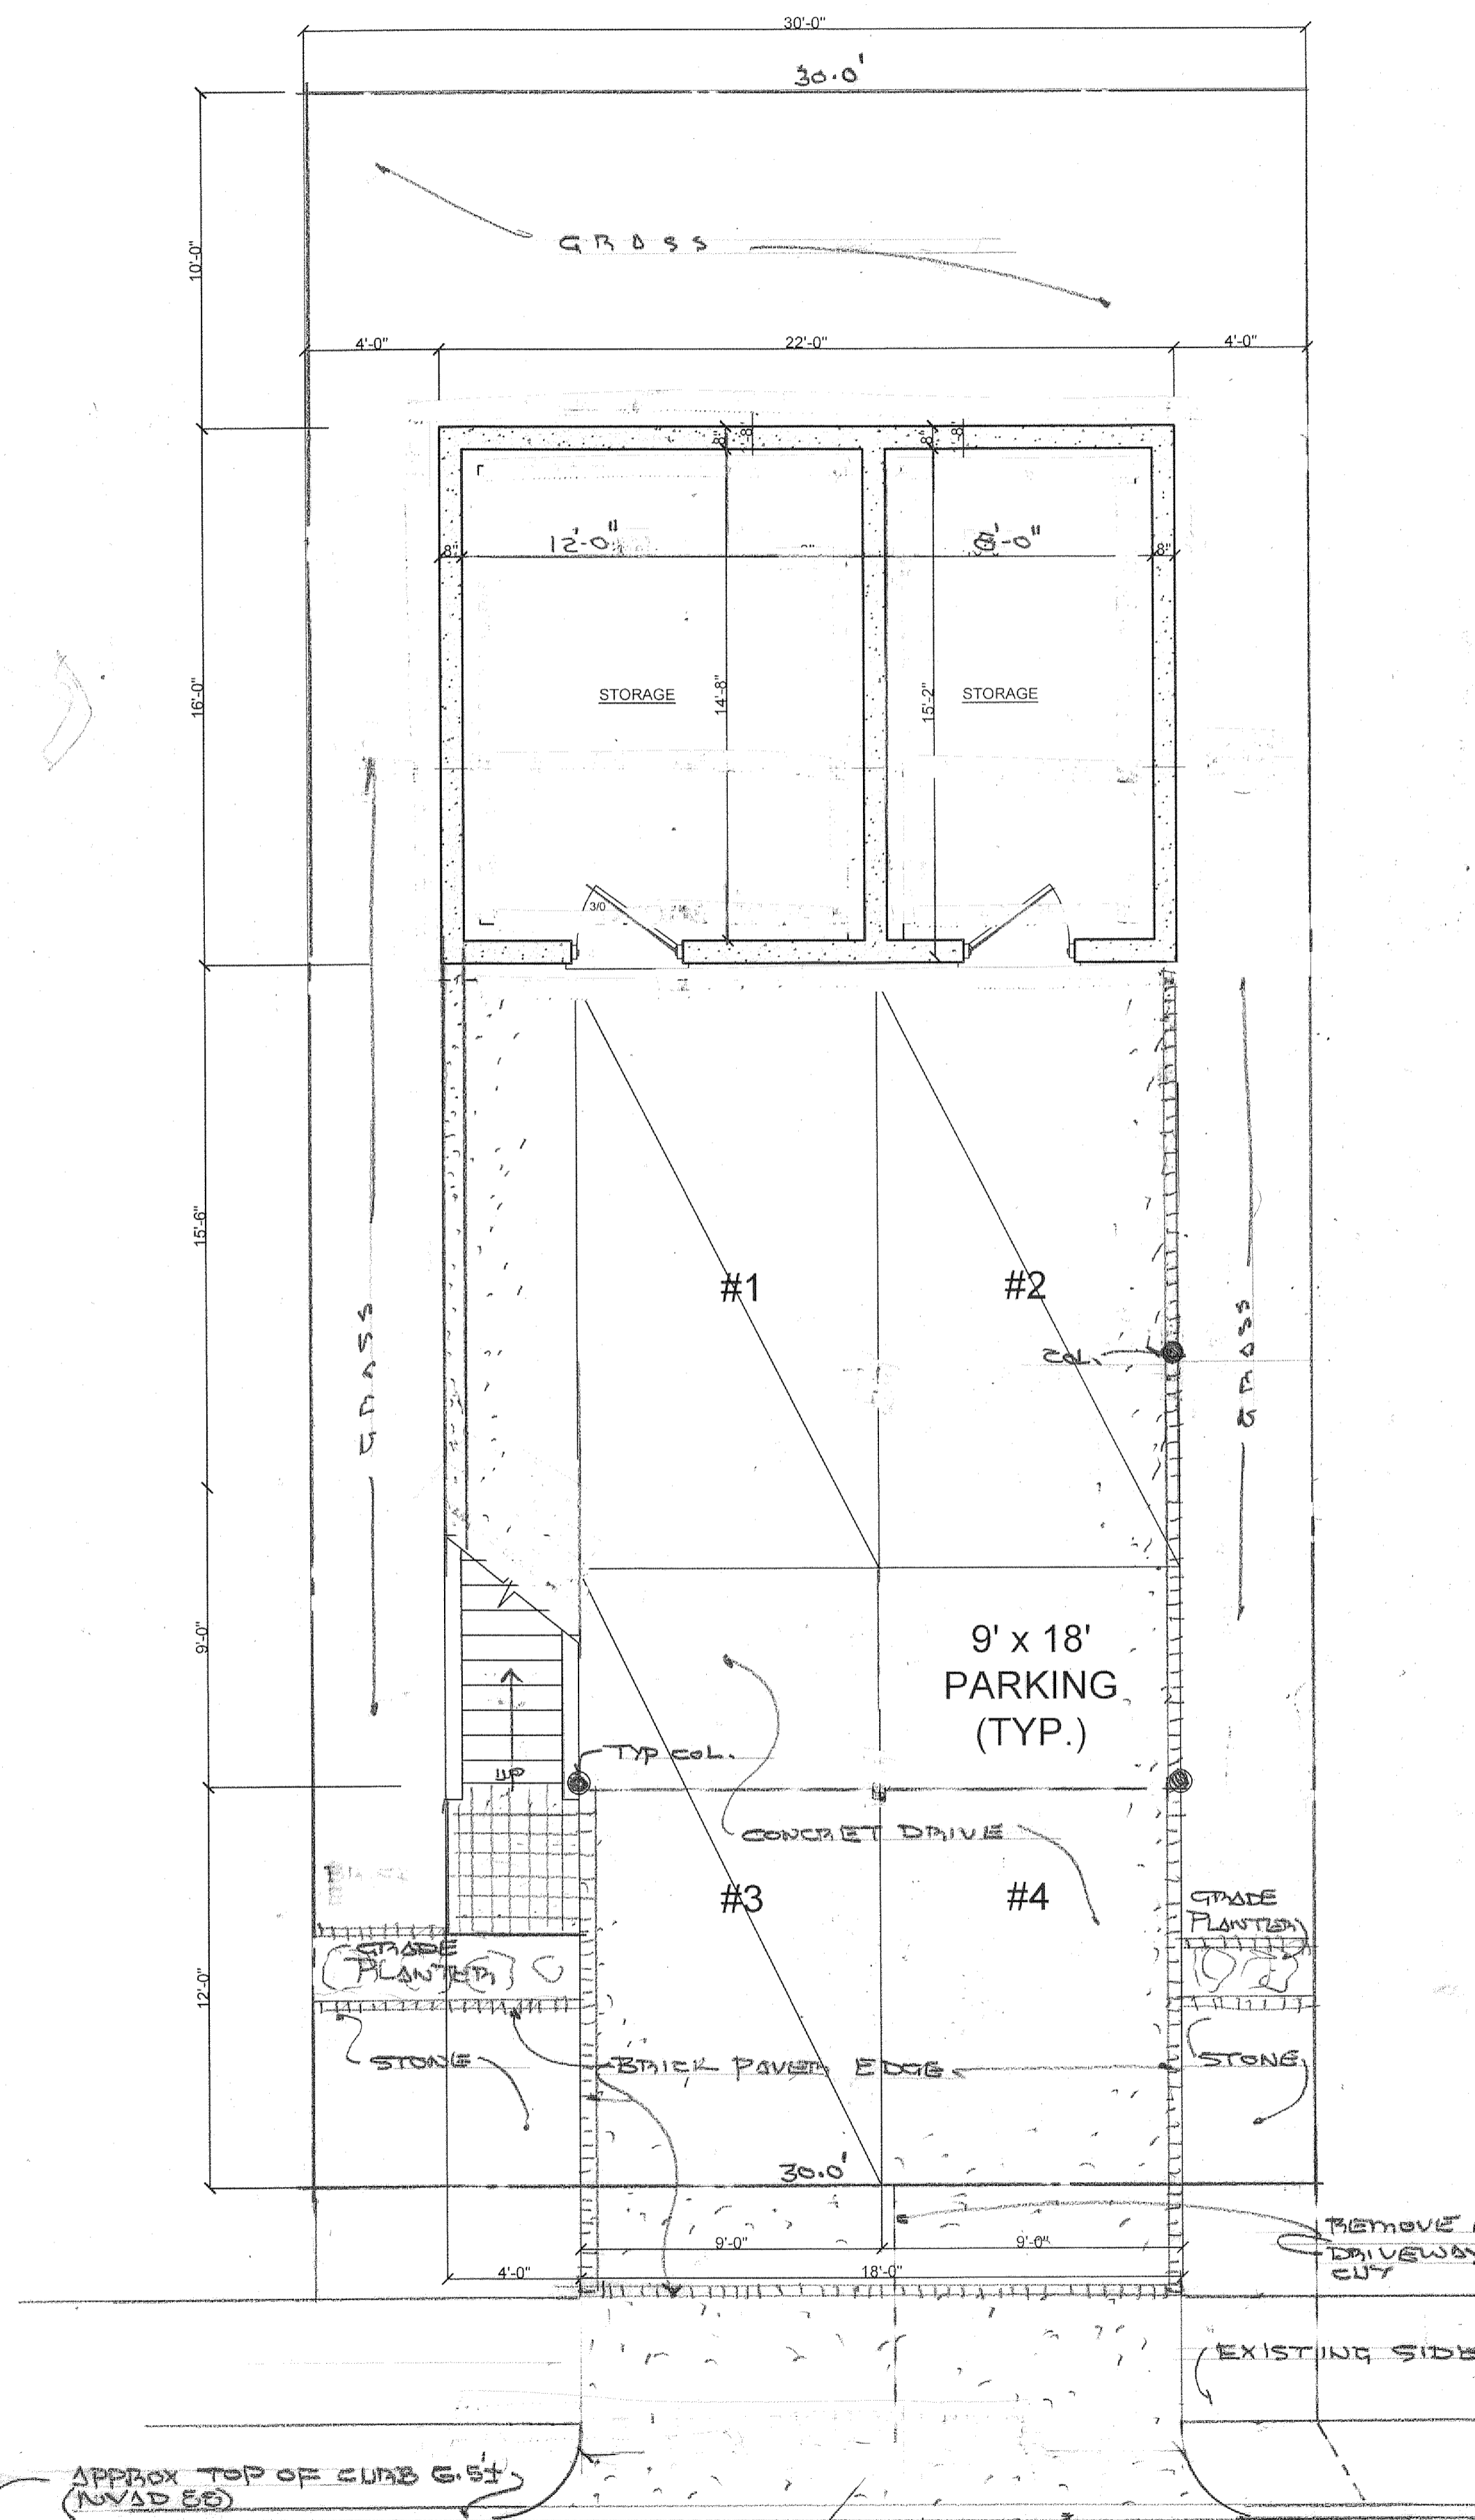 30'-0"
30.0'
10'-0"
GRASS
4'-0"
22'-0"
4'-0"
8"
8"
8"
8"
8"
12'-0"
8'-0"
8"
16'-0"
STORAGE
14'-8"
15'-2"
STORAGE
3/0
15'-6"
#1
#2
COL.
GRASS
GRASS
9'-0"
9' x 18'
PARKING
(TYP.)
TYP COL.
UP
CONCRET DRIVE
#3
#4
GRADE
PLANTER
GRADE
PLANTER
12'-0"
STONE
BRICK PAVER EDGE
STONE
30.0'
REMOVE
DRIVEWAY
CUT
9'-0"
9'-0"
4'-0"
18'-0"
EXISTING SIDE
APPROX TOP OF CURB 6.5'±
(NVAD 88)